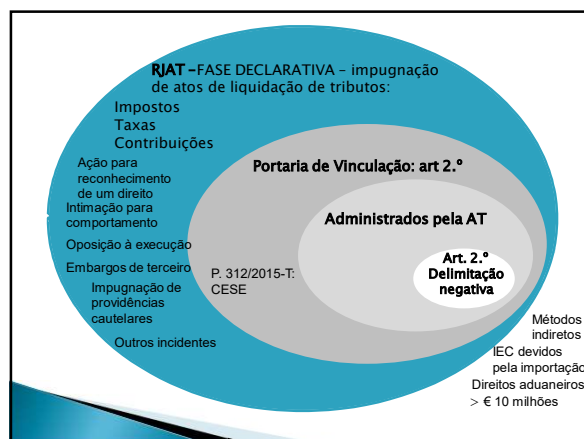 RJAT –FASE DECLARATIVA – impugnação
de atos de liquidação de tributos:
Impostos
Taxas
Contribuições
Ação para
reconhecimento
de um direito
Intimação para
comportamento
Oposição à execução
Embargos de terceiro
Impugnação de
providências
cautelares
Outros incidentes
Portaria de Vinculação: art 2.º
Administrados pela AT
Art. 2.º
Delimitação
negativa
P. 312/2015-T:
CESE
Métodos
indiretos
IEC devidos
pela importação
Direitos aduaneiros
> € 10 milhões